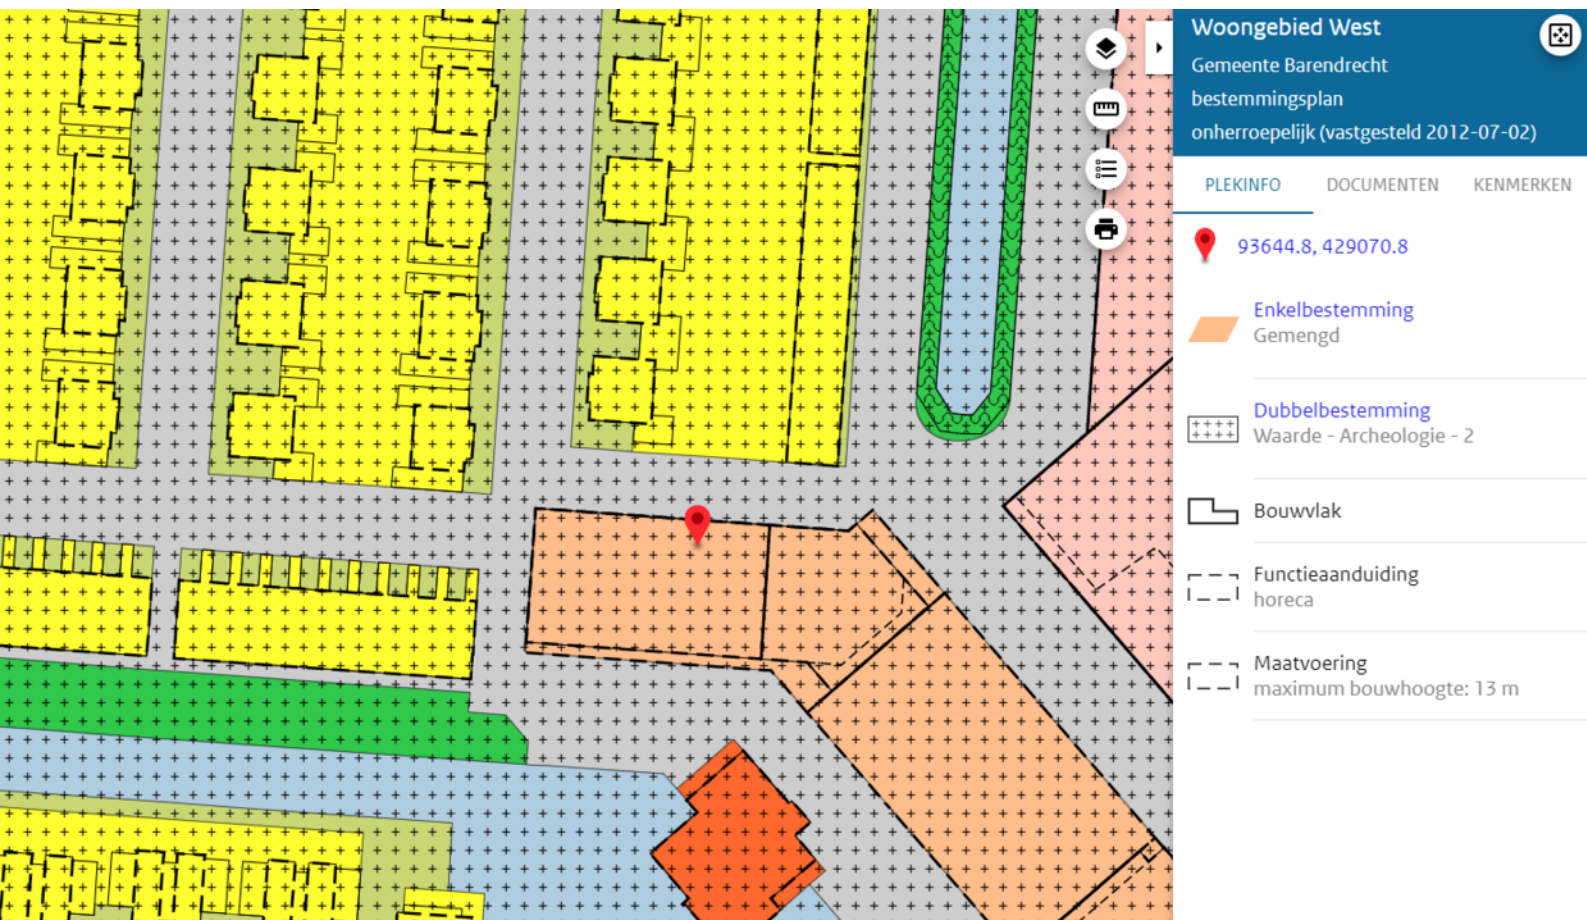 Woongebied West
Gemeente Barendrecht
bestemmingsplan
onherroepelijk (vastgesteld 2012-07-02)
PLEKINFO DOCUMENTEN KENMERKEN
93644.8, 429070.8
Enkelbestemming
Gemengd
Dubbelbestemming
Waarde - Archeologie - 2
Bouwvlak
Functieaanduiding
horeca
Maatvoering
maximum bouwhoogte: 13 m